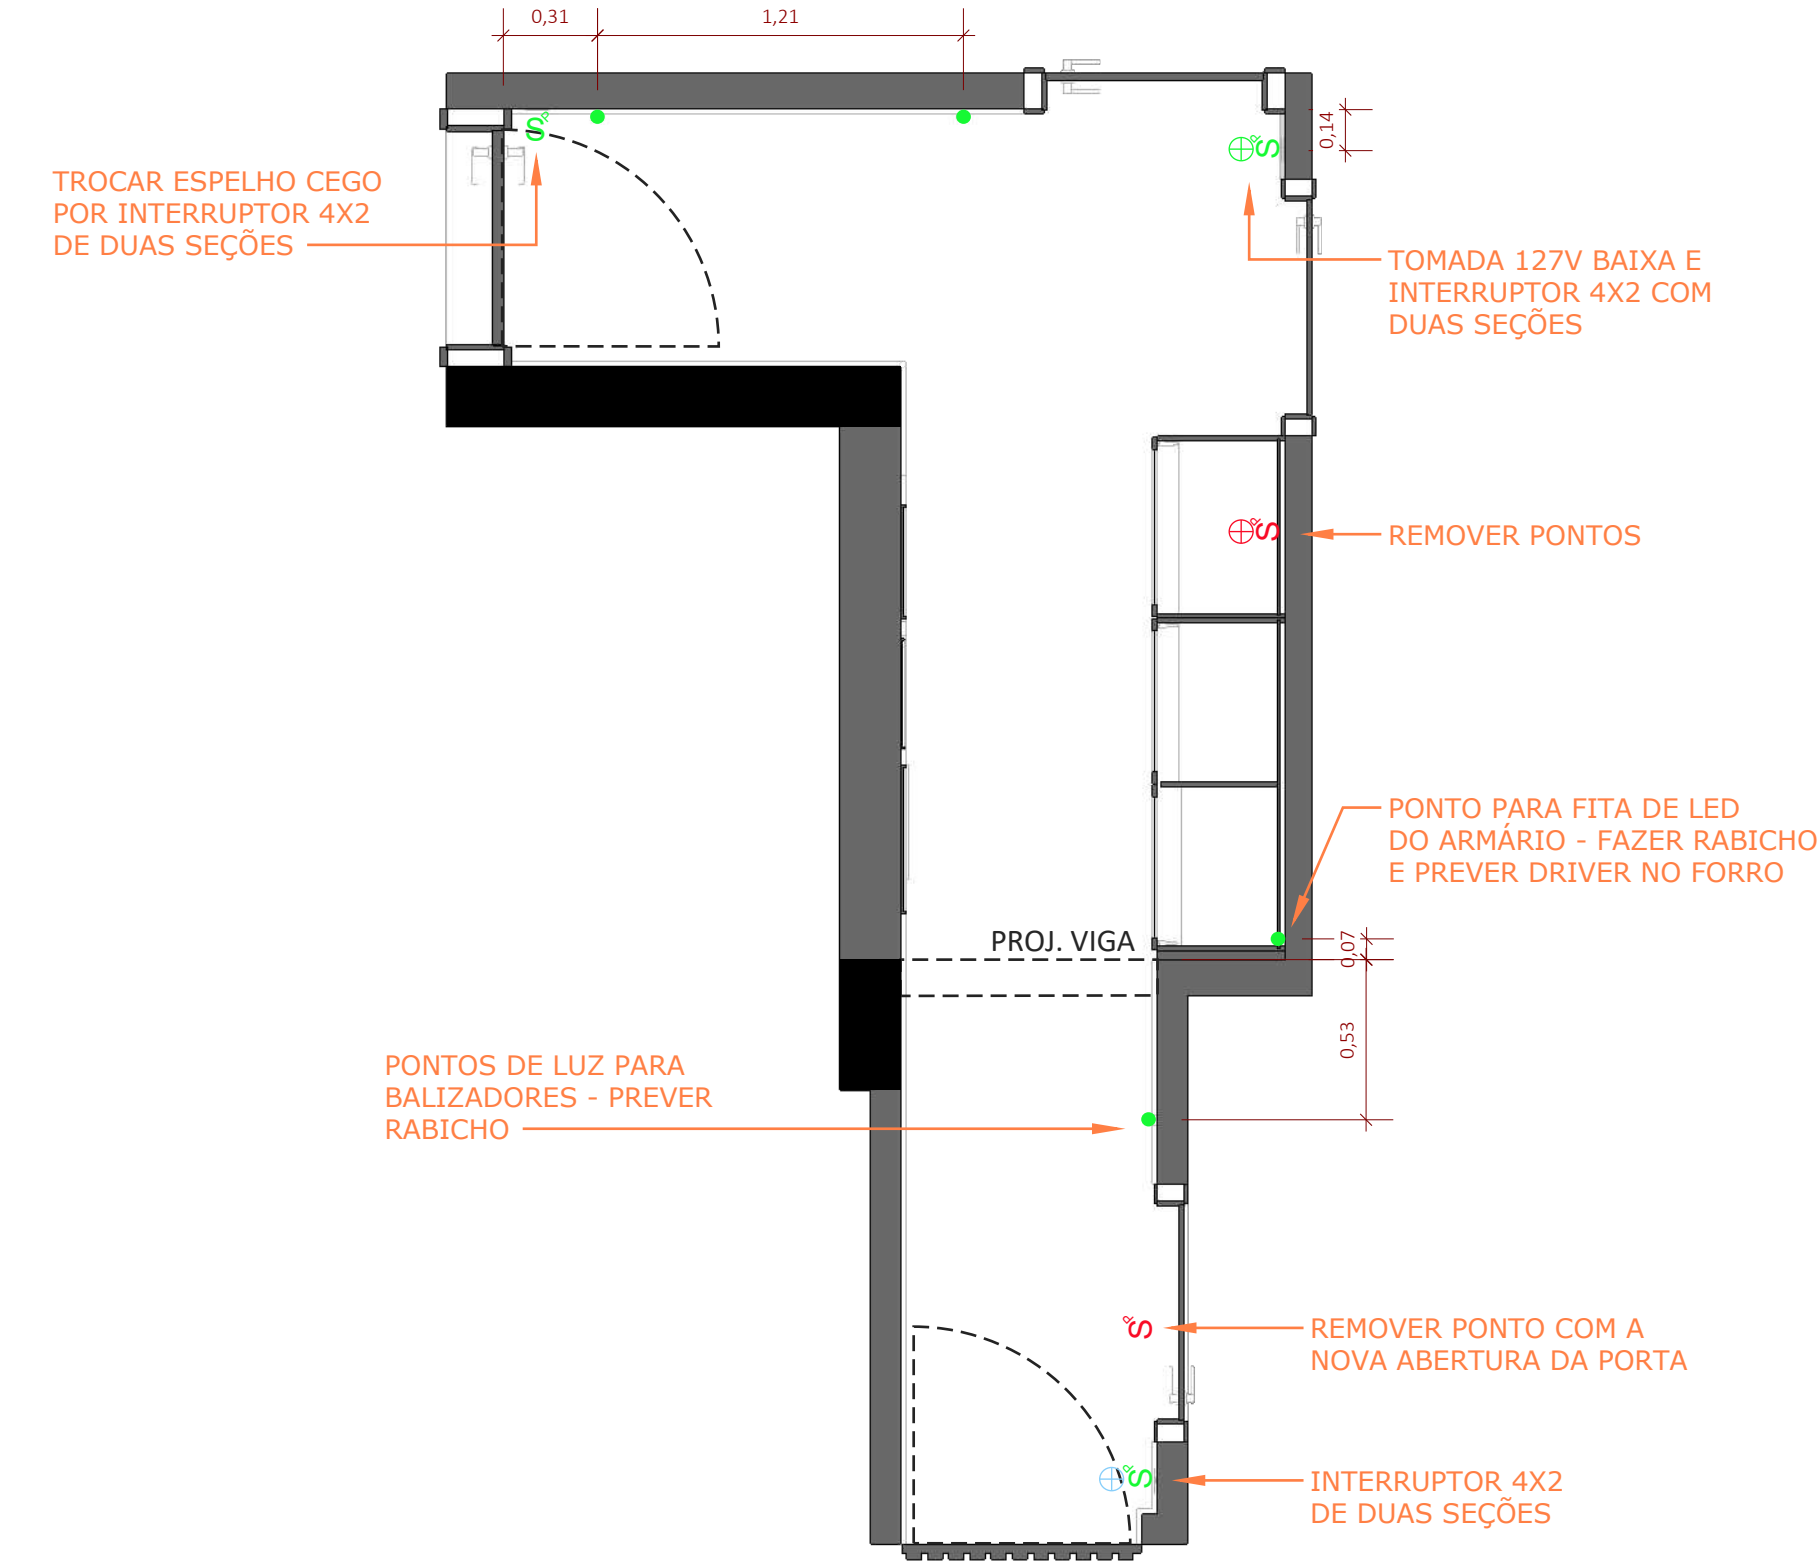 0,31
1,21
0,14
S
P
S
P
TROCAR ESPELHO CEGO
POR INTERRUPTOR 4X2
DE DUAS SEÇÕES
TOMADA 127V BAIXA E
INTERRUPTOR 4X2 COM
DUAS SEÇÕES
S
P
REMOVER PONTOS
PONTO PARA FITA DE LED
DO ARMÁRIO - FAZER RABICHO
E PREVER DRIVER NO FORRO
PROJ. VIGA
0,07
0,53
PONTOS DE LUZ PARA
BALIZADORES - PREVER
RABICHO
S
P
REMOVER PONTO COM A
NOVA ABERTURA DA PORTA
S
P
INTERRUPTOR 4X2
DE DUAS SEÇÕES